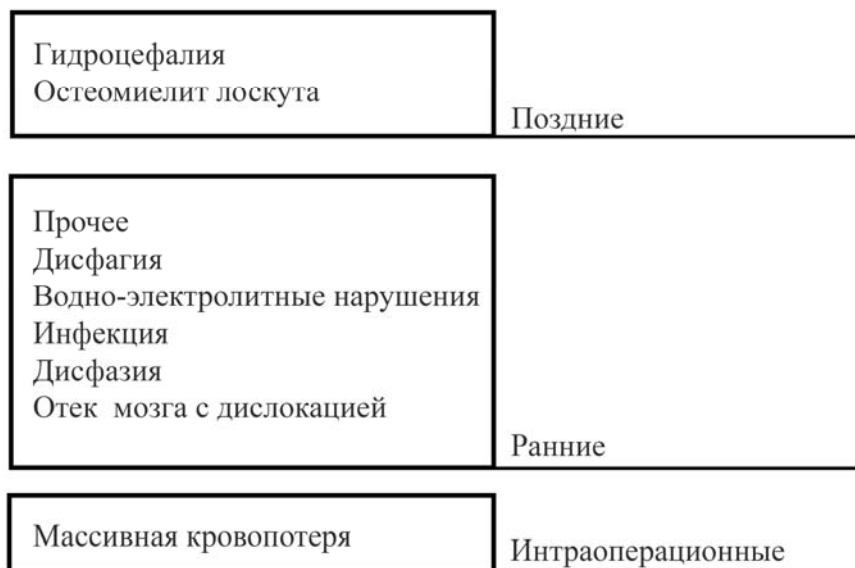 Гидроцефалия
Остеомиелит лоскута
Поздние
Прочее
Дисфагия
Водно-электролитные нарушения
Инфекция
Дисфазия
Отек мозга с дислокацией
Ранние
Массивная кровопотеря
Интраоперационные